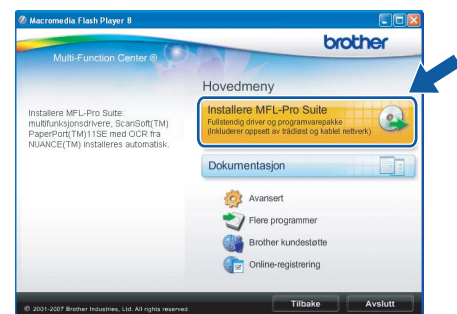 Macromedia Flash Player 8
brother
Multi-Function Center ®
Hovedmeny
Installere MFL-Pro Suite:
multifunksjonsdrivere, ScanSoft(TM)
PaperPort(TM)11SE med OCR fra
NUANCE(TM) installeres automatisk.
Installere MFL-Pro Suite
Fullstendig driver og programvarepakke
(Inkluderer oppsett av trådløst og kablet nettverk)
Dokumentasjon
Avansert
Flere programmer
Brother kundestøtte
Online-registrering
© 2001-2007 Brother Industries, Ltd. All rights reserved.
Tilbake
Avslutt